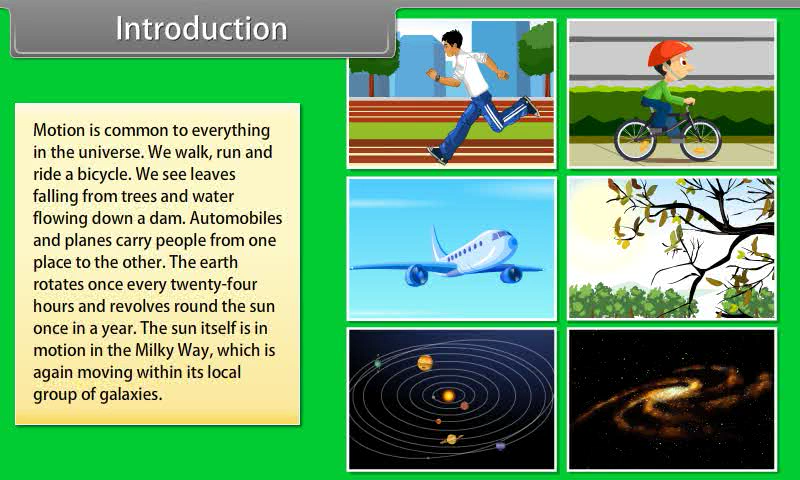 Introduction
Motion is common to everything
in the universe. We walk, run and
ride a bicycle. We see leaves
falling from trees and water
flowing down a dam. Automobiles
and planes carry people from one
place to the other. The earth
rotates once every twenty-four
hours and revolves round the sun
once in a year. The sun itself is in
motion in the Milky Way, which is
again moving within its local
group of galaxies.